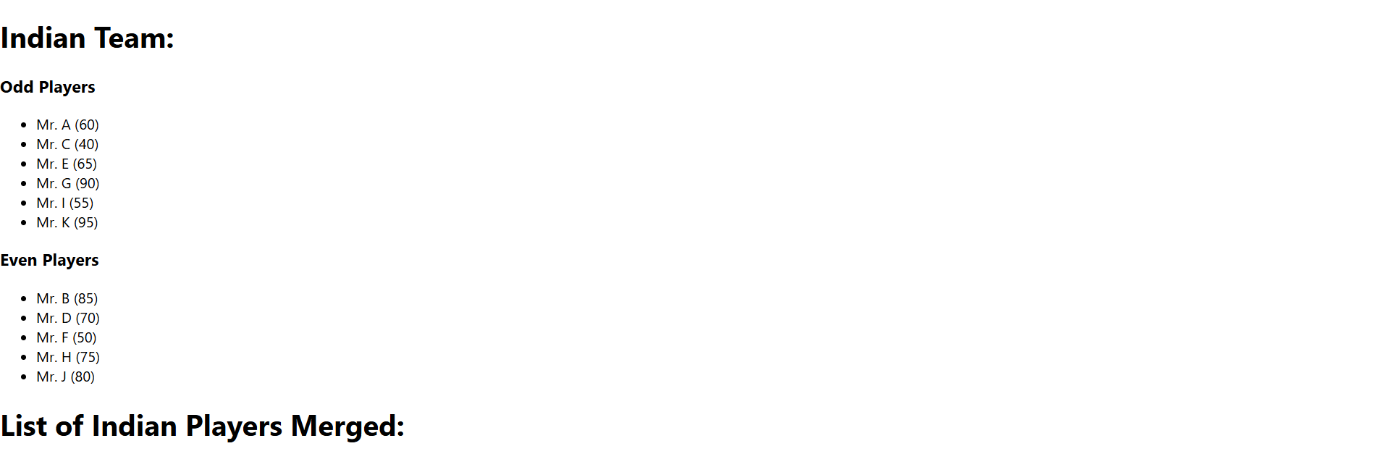 Indian Team:
Odd Players
Mr. A (60)
Mr. C (40)
Mr. E (65)
Mr. G (90)
Mr. I (55)
Mr. K (95)
Even Players
Mr. B (85)
Mr. D (70)
Mr. F (50)
Mr. H (75)
Mr. J (80)
List of Indian Players Merged: